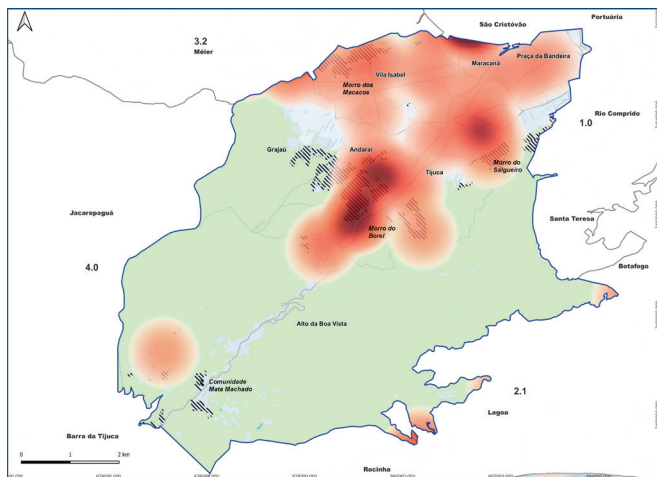 Portuária
São Cristóvão
3.2
Méier
Praça da Bandeira
Maracanã
Vila Isabel
Morro dos
Macacos
Rio Comprido
1.0
Grajaú
Andaraí
Tijuca
Morro do
Salgueiro
Jacarepaguá
Santa Teresa
Morro do
Borel
Botafogo
4.0
Alto da Boa Vista
Comunidade
Mata Machado
2.1
Lagoa
Barra da Tijuca
0 1 2 km
Rocinha